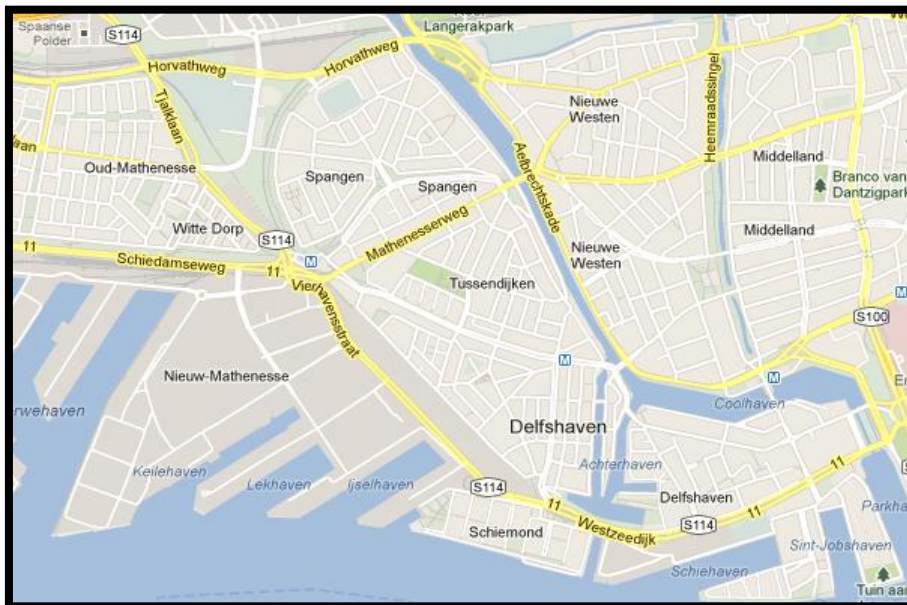 Spaanse
Polder
S114
Langerakpark
Horvathweg
Horvathweg
Tjalklaan
Nieuwe
Westen
Heemraadssingel
Oud-Mathenesse
Spangen
Spangen
Aelbrechtskade
Middelland
Branco van
Dantzigpark
Witte Dorp
Mathenesserweg
Middelland
S114
M
11
Schiedamseweg
11
Vierhavensstraat
Nieuwe
Westen
Tussendijken
M
S100
M
M
Nieuw-Mathenesse
Coolhaven
Delfshaven
Keilehaven
Lekhaven
Ijselhaven
Achterhaven
11
S114
11
Delfshaven
Westzeedijk
S114
11
Schiemond
Sint-Jobshaven
Schiehaven
Tuin